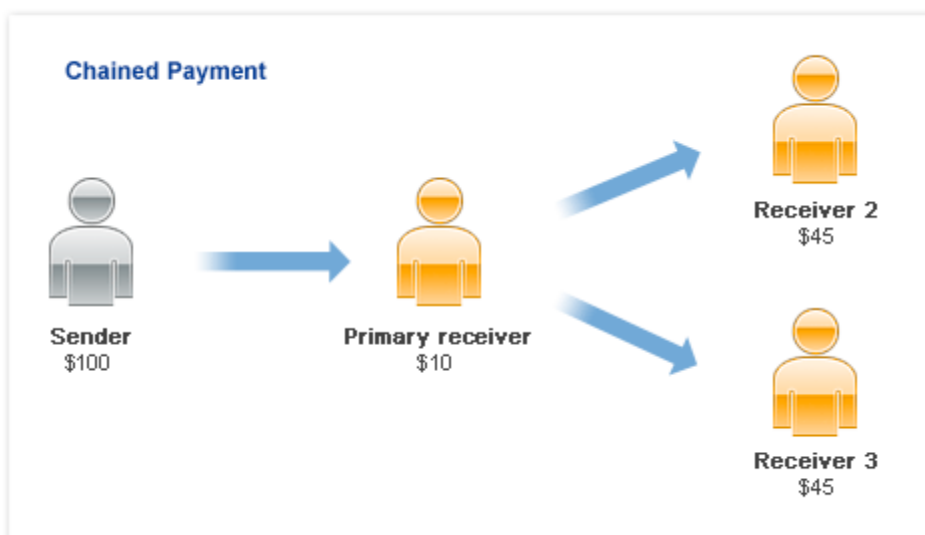 Chained Payment
Sender
$100
Primary receiver
$10
Receiver 2
$45
Receiver 3
$45